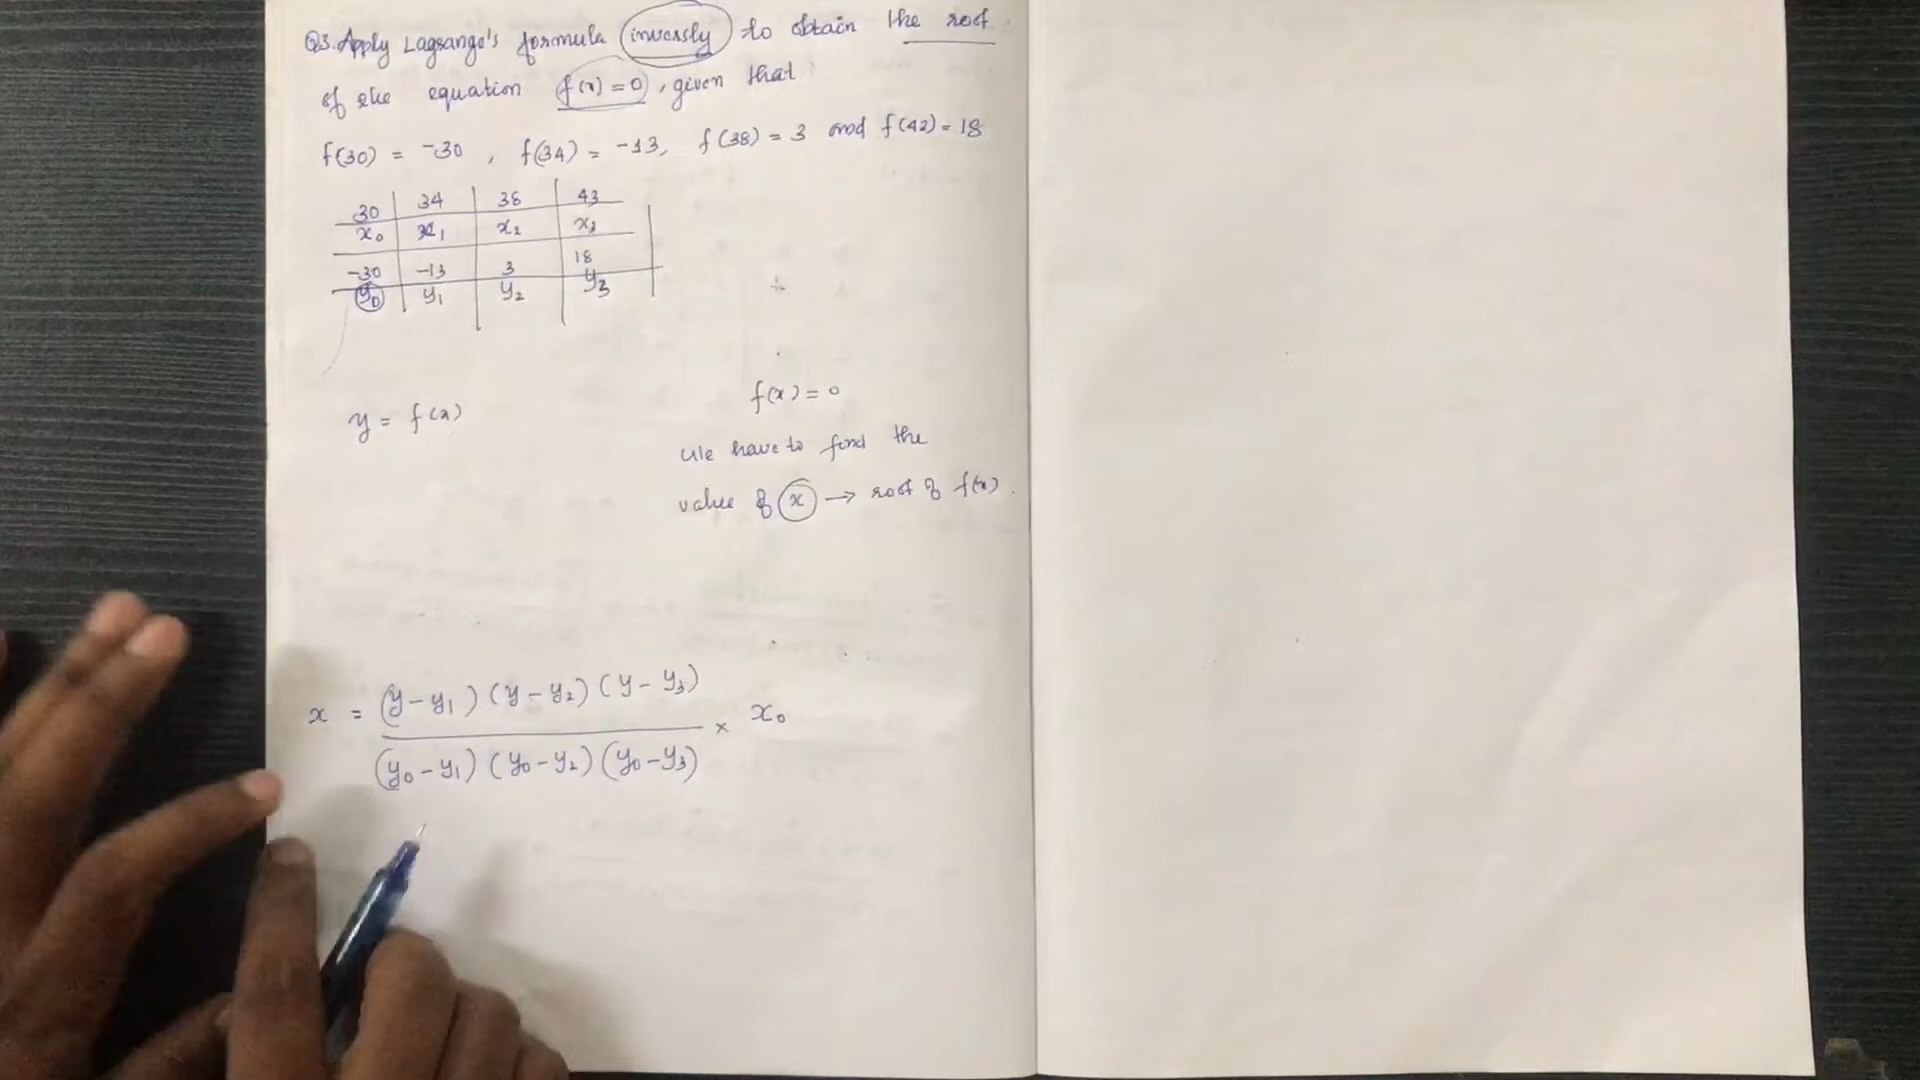 Q3. Apply Lagrange's formula inversly to obtain the root
of the equation f(x) = 0, given that
f(30) = -30 , f(34) = -13, f(38) = 3 and f(42) = 18
30 34 38 43
x₀ x₁ x₂ x₃
-30 -13 3 18
y₀ y₁ y₂ y₃
y = f(x)
f(x) = 0
We have to find the
value of x → root of f(x).
x = (y - y₁) (y - y₂) (y - y₃)
(y₀ - y₁) (y₀ - y₂) (y₀ - y₃) × x₀